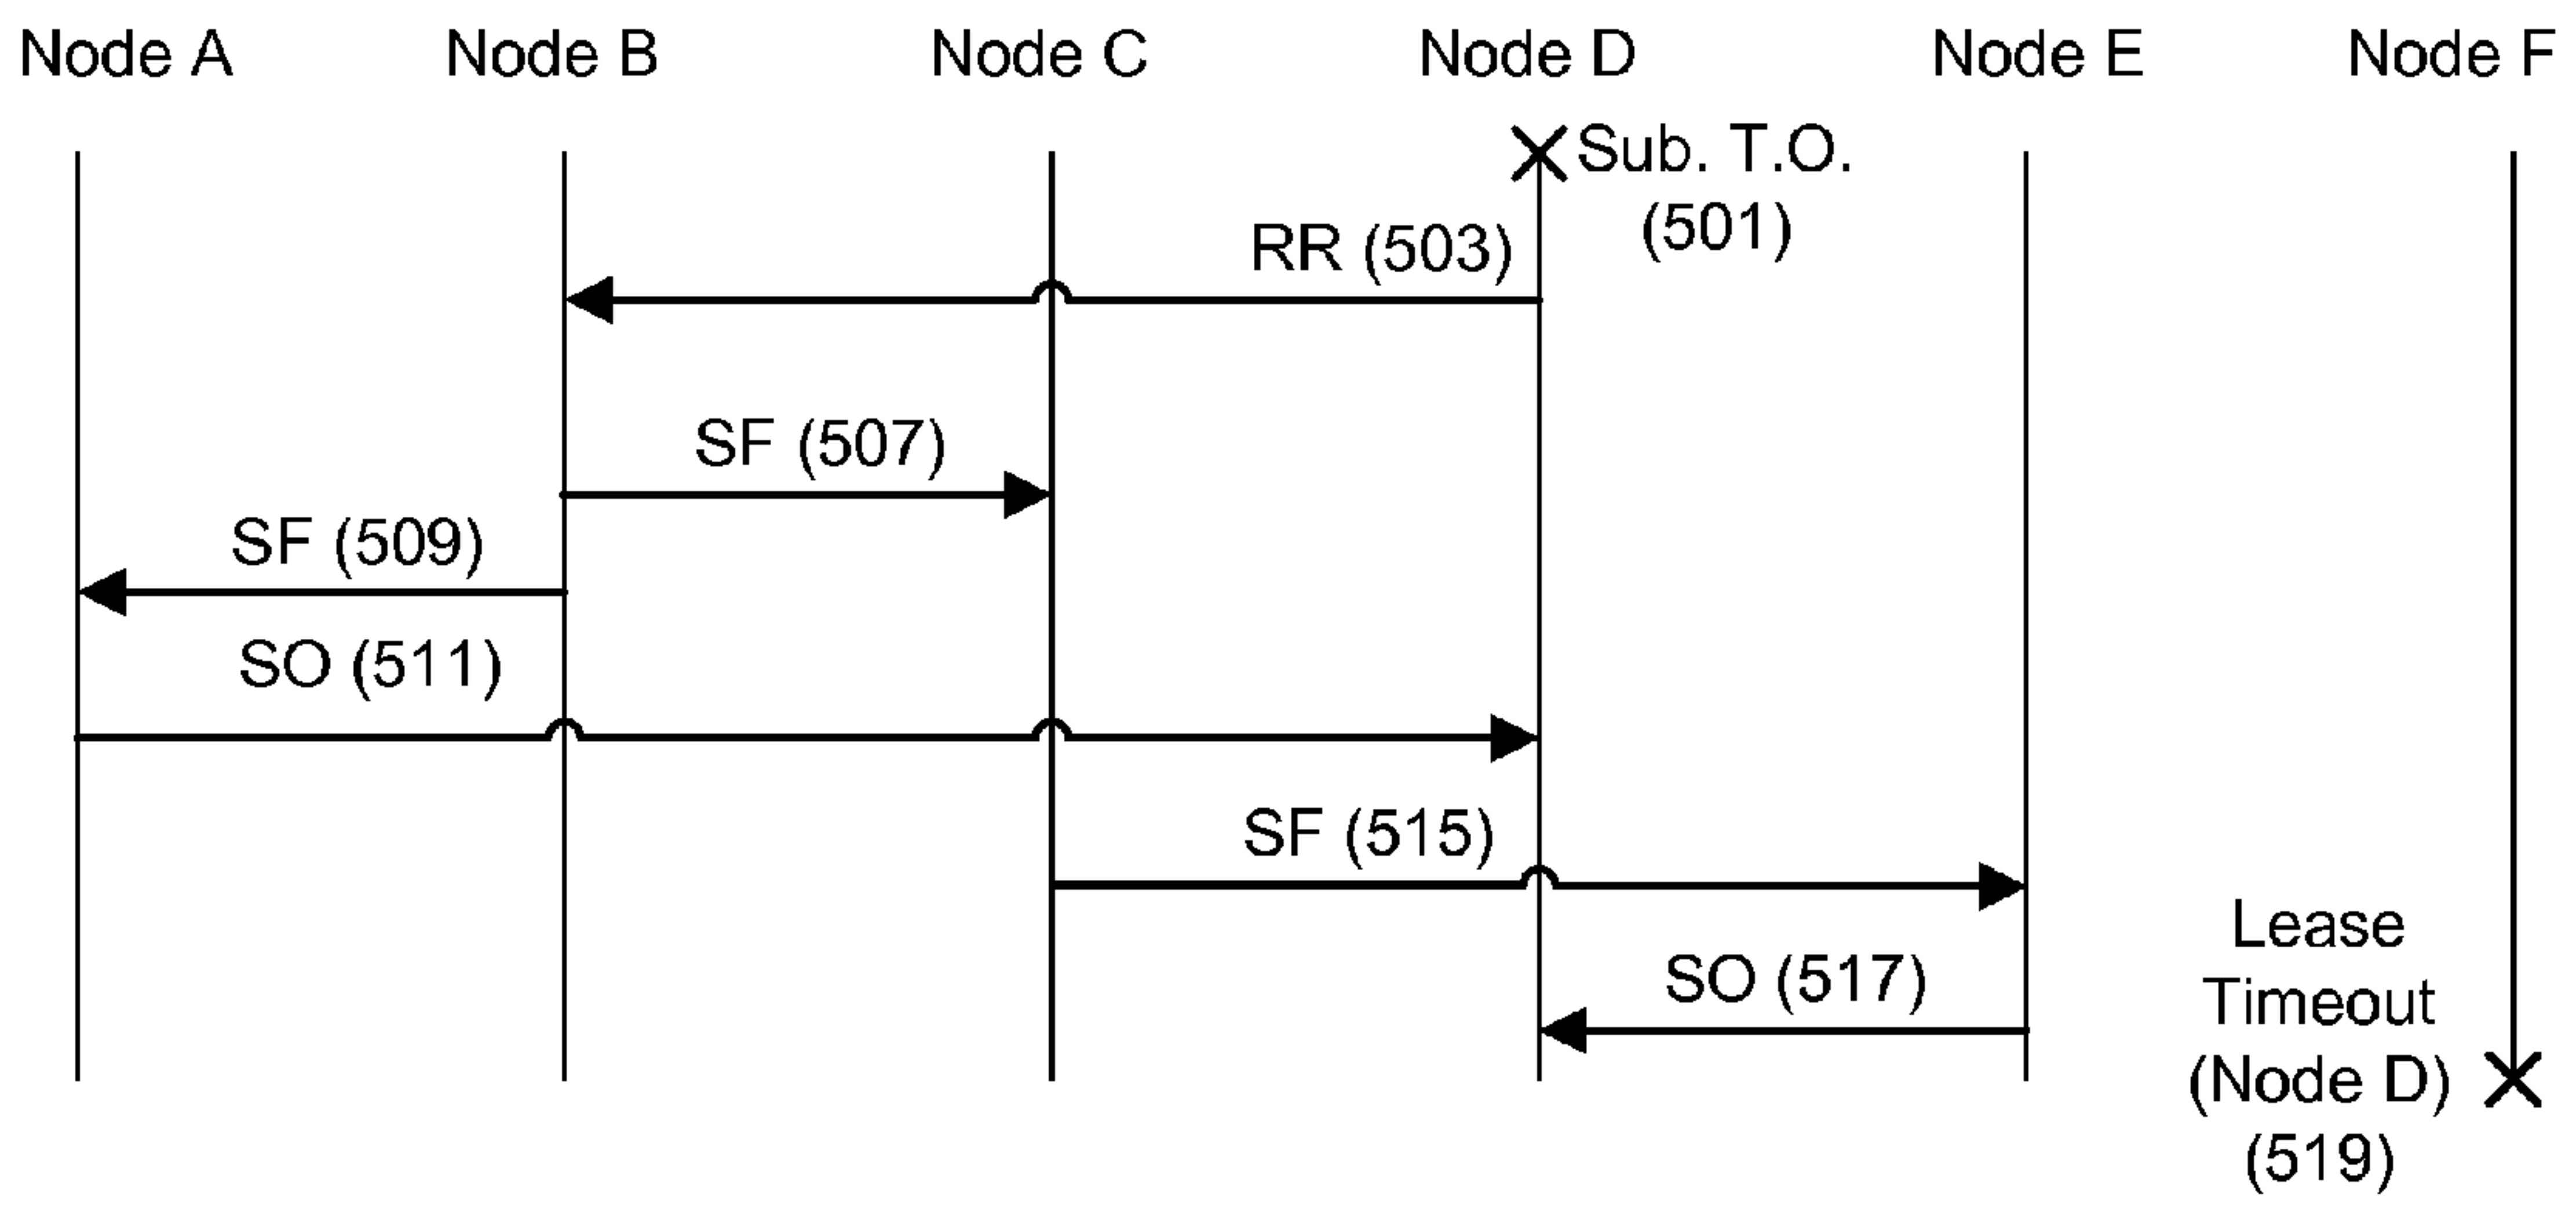 Node A
Node B
Node C
Node D
Node E
Node F
Sub. T.O.
(501)
RR (503)
SF (507)
SF (509)
SO (511)
SF (515)
SO (517)
Lease
Timeout
(Node D)
(519)